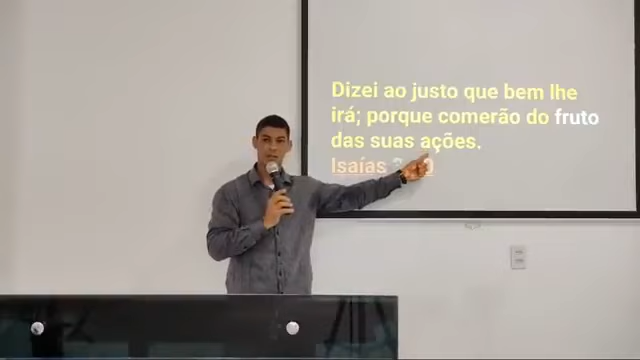 Dizei ao justo que bem lhe
irá; porque comerão do fruto
das suas ações.
Isaías